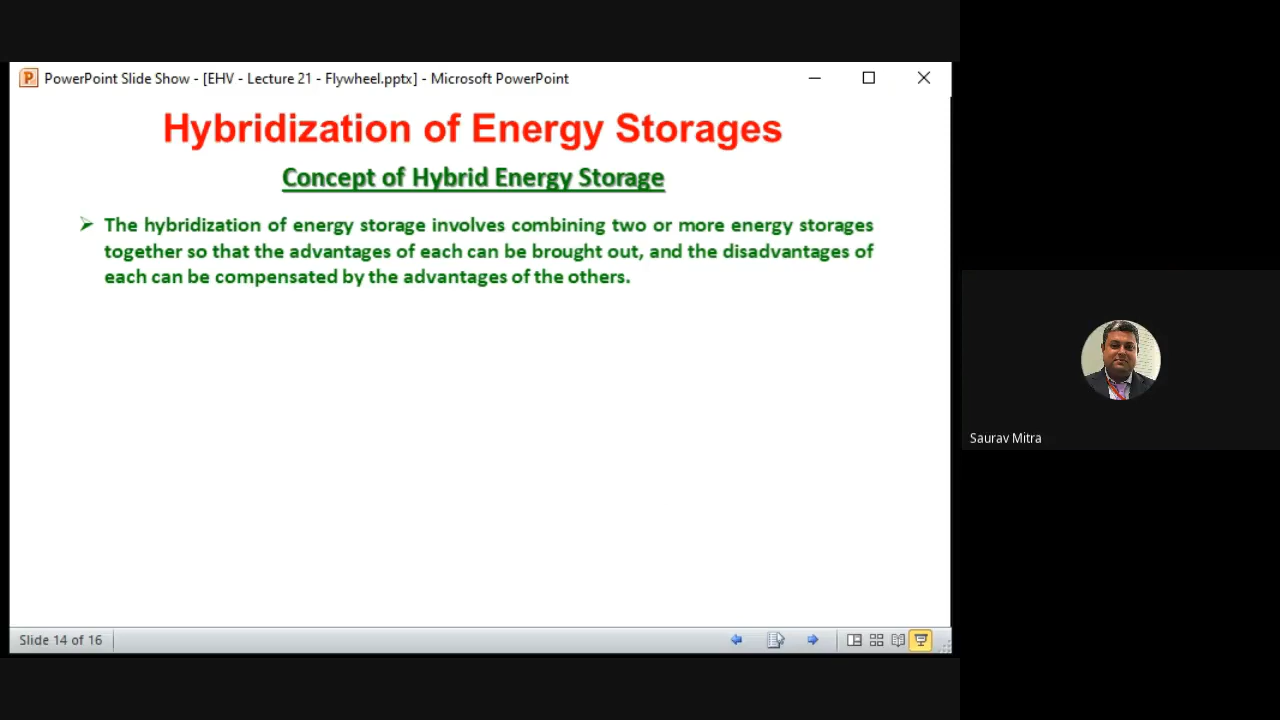 PowerPoint Slide Show - [EHV - Lecture 21 - Flywheel.pptx] - Microsoft PowerPoint
Hybridization of Energy Storages
Concept of Hybrid Energy Storage
➢ The hybridization of energy storage involves combining two or more energy storages
together so that the advantages of each can be brought out, and the disadvantages of
each can be compensated by the advantages of the others.
Saurav Mitra
Slide 14 of 16